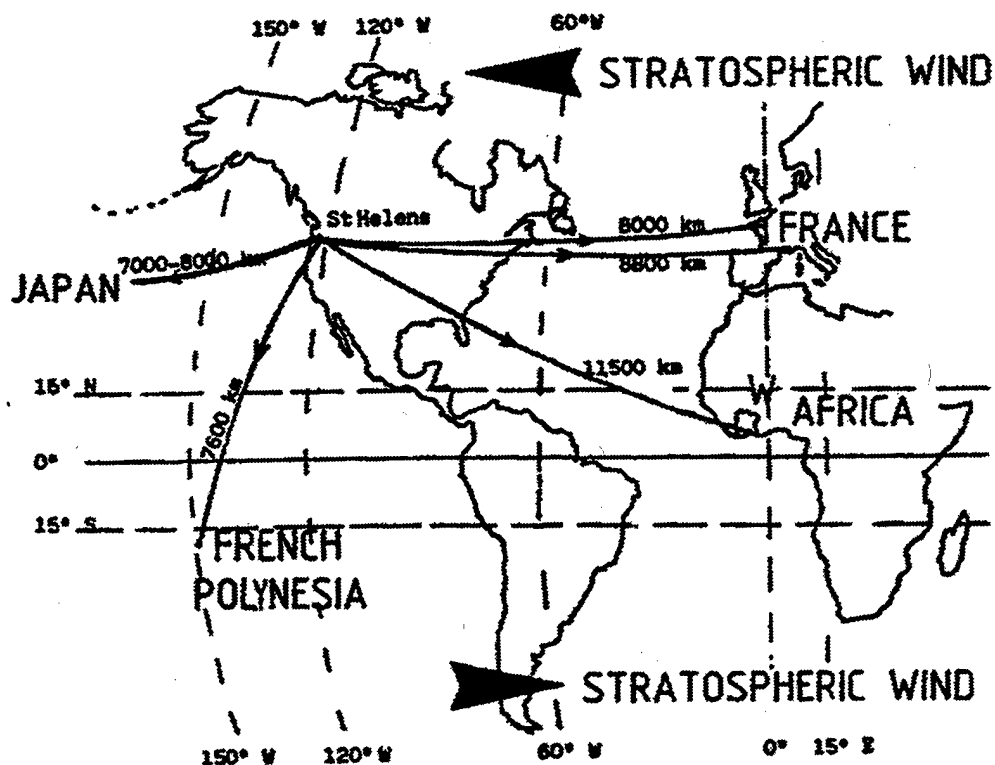 150° W 120° W 60°W
STRATOSPHERIC WIND
St Helens
8000 km
FRANCE
7000-8000 km
8800 km
JAPAN
11500 km
15° N
W AFRICA
7600 km
0°
15° S
FRENCH
POLYNESIA
STRATOSPHERIC WIND
150° W 120° W 60° W 0° 15° E